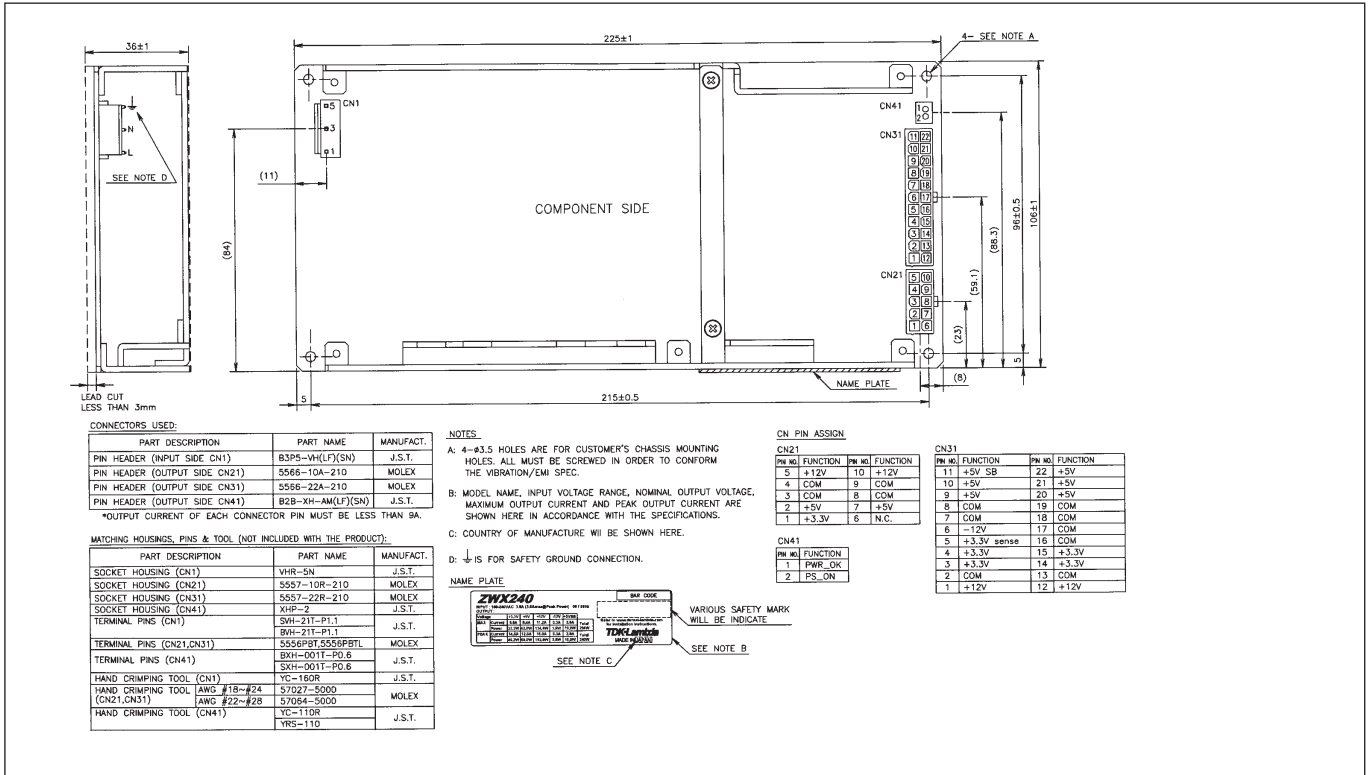 36±1
225±1
4- SEE NOTE A
CN1
5
3
1
N
L
SEE NOTE D
(11)
(84)
COMPONENT SIDE
CN41
1
2
CN31
11 22
10 21
9 20
8 19
7 18
6 17
5 16
4 15
3 14
2 13
1 12
CN21
5 10
4 9
3 8
2 7
1 6
(23)
(59.1)
(88.3)
96±0.5
106±1
5
(8)
NAME PLATE
5
215±0.5
LEAD CUT
LESS THAN 3mm
CONNECTORS USED:
PART DESCRIPTION PART NAME MANUFACT.
PIN HEADER (INPUT SIDE CN1) B3P5-VH(LF)(SN) J.S.T.
PIN HEADER (OUTPUT SIDE CN21) 5566-10A-210 MOLEX
PIN HEADER (OUTPUT SIDE CN31) 5566-22A-210 MOLEX
PIN HEADER (OUTPUT SIDE CN41) B2B-XH-AM(LF)(SN) J.S.T.
*OUTPUT CURRENT OF EACH CONNECTOR PIN MUST BE LESS THAN 9A.
MATCHING HOUSINGS, PINS & TOOL (NOT INCLUDED WITH THE PRODUCT):
PART DESCRIPTION PART NAME MANUFACT.
SOCKET HOUSING (CN1) VHR-5N J.S.T.
SOCKET HOUSING (CN21) 5557-10R-210 MOLEX
SOCKET HOUSING (CN31) 5557-22R-210 MOLEX
SOCKET HOUSING (CN41) XHP-2 J.S.T.
TERMINAL PINS (CN1) SVH-21T-P1.1 J.S.T.
BVH-21T-P1.1
TERMINAL PINS (CN21,CN31) 5556PBT,5556PBTL MOLEX
TERMINAL PINS (CN41) BXH-001T-P0.6 J.S.T.
SXH-001T-P0.6
HAND CRIMPING TOOL (CN1) YC-160R J.S.T.
HAND CRIMPING TOOL (CN21,CN31) AWG #18~#24 57027-5000 MOLEX
AWG #22~#28 57064-5000
HAND CRIMPING TOOL (CN41) YC-110R J.S.T.
YRS-110
NOTES
A: 4-ø3.5 HOLES ARE FOR CUSTOMER'S CHASSIS MOUNTING
HOLES. ALL MUST BE SCREWED IN ORDER TO CONFORM
THE VIBRATION/EMI SPEC.
B: MODEL NAME, INPUT VOLTAGE RANGE, NOMINAL OUTPUT VOLTAGE,
MAXIMUM OUTPUT CURRENT AND PEAK OUTPUT CURRENT ARE
SHOWN HERE IN ACCORDANCE WITH THE SPECIFICATIONS.
C: COUNTRY OF MANUFACTURE WII BE SHOWN HERE.
D: ⏚ IS FOR SAFETY GROUND CONNECTION.
NAME PLATE
ZWX240
BAR CODE
TDK-Lambda
MADE IN
VARIOUS SAFETY MARK
WILL BE INDICATE
SEE NOTE B
SEE NOTE C
CN PIN ASSIGN
CN21
PIN NO. FUNCTION PIN NO. FUNCTION
5 +12V 10 +12V
4 COM 9 COM
3 COM 8 COM
2 +5V 7 +5V
1 +3.3V 6 N.C.
CN41
PIN NO. FUNCTION
1 PWR_OK
2 PS_ON
CN31
PIN NO. FUNCTION PIN NO. FUNCTION
11 +5V SB 22 +5V
10 +5V 21 +5V
9 +5V 20 +5V
8 COM 19 COM
7 COM 18 COM
6 -12V 17 COM
5 +3.3V sense 16 COM
4 +3.3V 15 +3.3V
3 +3.3V 14 +3.3V
2 COM 13 COM
1 +12V 12 +12V